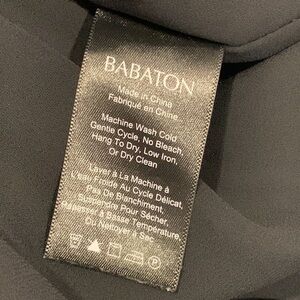 BABATON
Made in China
Fabriqué en Chine
Machine Wash Cold
Gentle Cycle, No Bleach,
Hang To Dry, Low Iron,
Or Dry Clean
Laver à La Machine à
L'eau Froide Au Cycle Délicat,
Pas De Blanchiment,
Suspendre Pour Sécher,
Repasser à Basse Température,
Ou Nettoyer à Sec